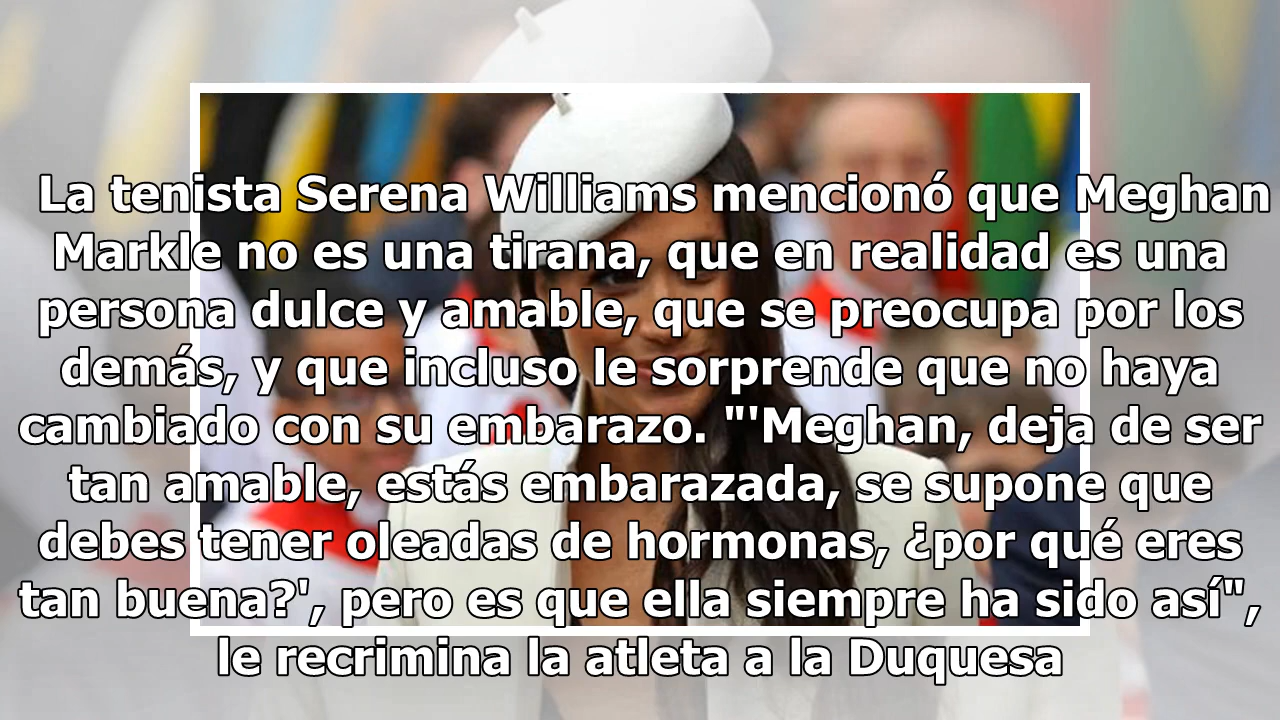 La tenista Serena Williams mencionó que Meghan
Markle no es una tirana, que en realidad es una
persona dulce y amable, que se preocupa por los
demás, y que incluso le sorprende que no haya
cambiado con su embarazo. "'Meghan, deja de ser
tan amable, estás embarazada, se supone que
debes tener oleadas de hormonas, ¿por qué eres
tan buena?', pero es que ella siempre ha sido así",
le recrimina la atleta a la Duquesa